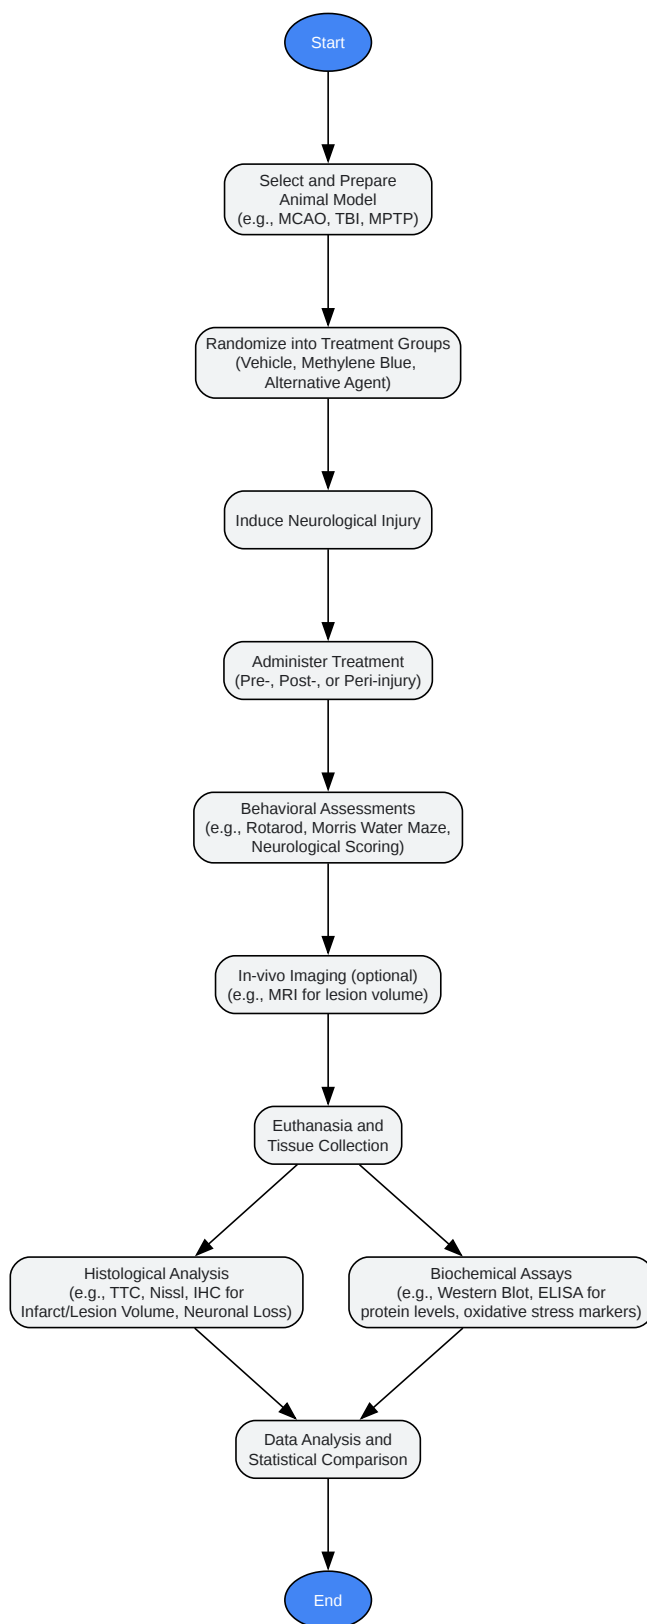 Start
Select and Prepare
Animal Model
(e.g., MCAO, TBI, MPTP)
Randomize into Treatment Groups
(Vehicle, Methylene Blue,
Alternative Agent)
Induce Neurological Injury
Administer Treatment
(Pre-, Post-, or Peri-injury)
Behavioral Assessments
(e.g., Rotarod, Morris Water Maze,
Neurological Scoring)
In-vivo Imaging (optional)
(e.g., MRI for lesion volume)
Euthanasia and
Tissue Collection
Histological Analysis
(e.g., TTC, Nissl, IHC for
Infarct/Lesion Volume, Neuronal Loss)
Biochemical Assays
(e.g., Western Blot, ELISA for
protein levels, oxidative stress markers)
Data Analysis and
Statistical Comparison
End